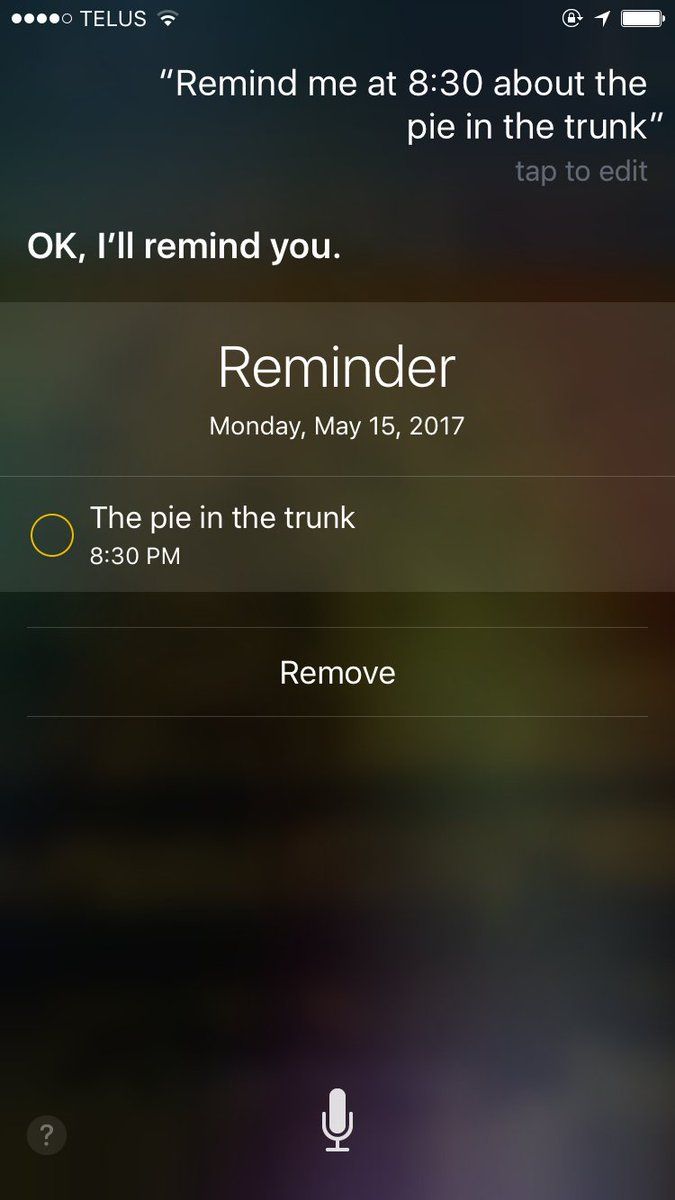 TELUS
“Remind me at 8:30 about the
pie in the trunk”
tap to edit
OK, I’ll remind you.
Reminder
Monday, May 15, 2017
The pie in the trunk
8:30 PM
Remove
?